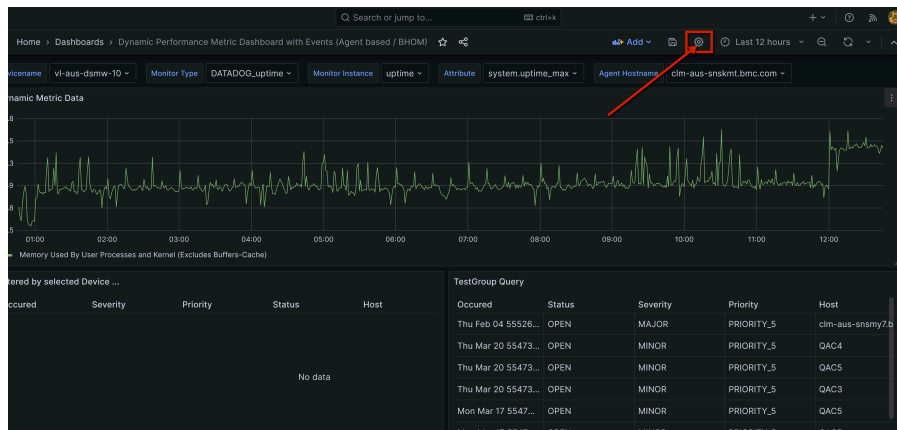 Search or jump to... ctrl+k
Home > Dashboards > Dynamic Performance Metric Dashboard with Events (Agent based / BHOM) Add Last 12 hours
vicename vl-aus-dsmw-10 Monitor Type DATADOG_uptime Monitor Instance uptime Attribute system.uptime_max Agent Hostname clm-aus-snskmt.bmc.com
namic Metric Data
.8
.5
.3
.9
.8
.5
01:00 02:00 03:00 04:00 05:00 06:00 07:00 08:00 09:00 10:00 11:00 12:00
Memory Used By User Processes and Kernel (Excludes Buffers-Cache)
tered by selected Device ... TestGroup Query
ccured Severity Priority Status Host Occured Status Severity Priority Host
Thu Feb 04 55526... OPEN MAJOR PRIORITY_5 clm-aus-snsmy7.b
Thu Mar 20 55473... OPEN MINOR PRIORITY_5 QAC4
Thu Mar 20 55473... OPEN MINOR PRIORITY_5 QAC5
No data
Thu Mar 20 55473... OPEN MINOR PRIORITY_5 QAC3
Mon Mar 17 5547... OPEN MINOR PRIORITY_5 QAC5